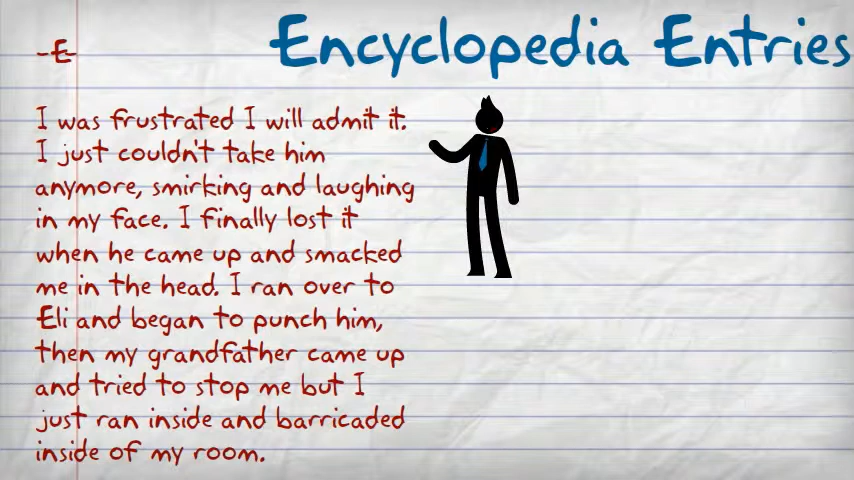 Encyclopedia Entries
-E-
I was frustrated I will admit it.
I just couldn't take him
anymore, smirking and laughing
in my face. I finally lost it
when he came up and smacked
me in the head. I ran over to
Eli and began to punch him,
then my grandfather came up
and tried to stop me but I
just ran inside and barricaded
inside of my room.